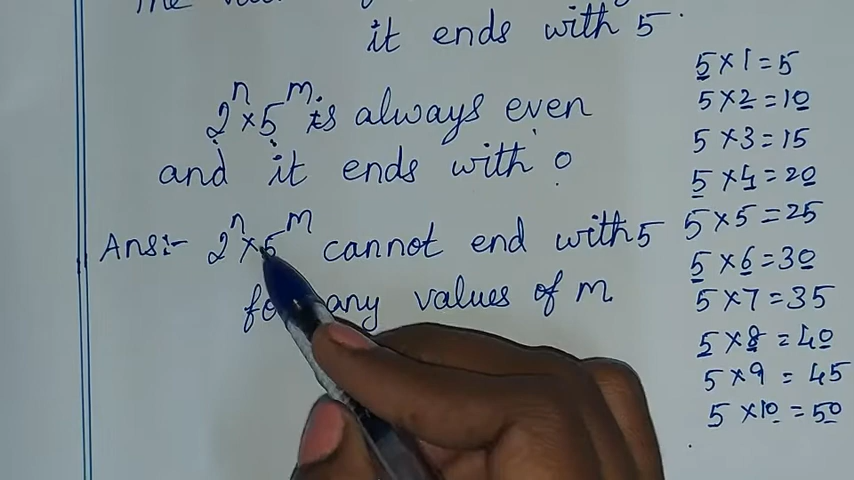 The
it ends with 5.
2ⁿ × 5ᵐ is always even
and it ends with 0
Ans:- 2ⁿ × 5ᵐ cannot end with 5
for any values of m
5 × 1 = 5
5 × 2 = 10
5 × 3 = 15
5 × 4 = 20
5 × 5 = 25
5 × 6 = 30
5 × 7 = 35
5 × 8 = 40
5 × 9 = 45
5 × 10 = 50